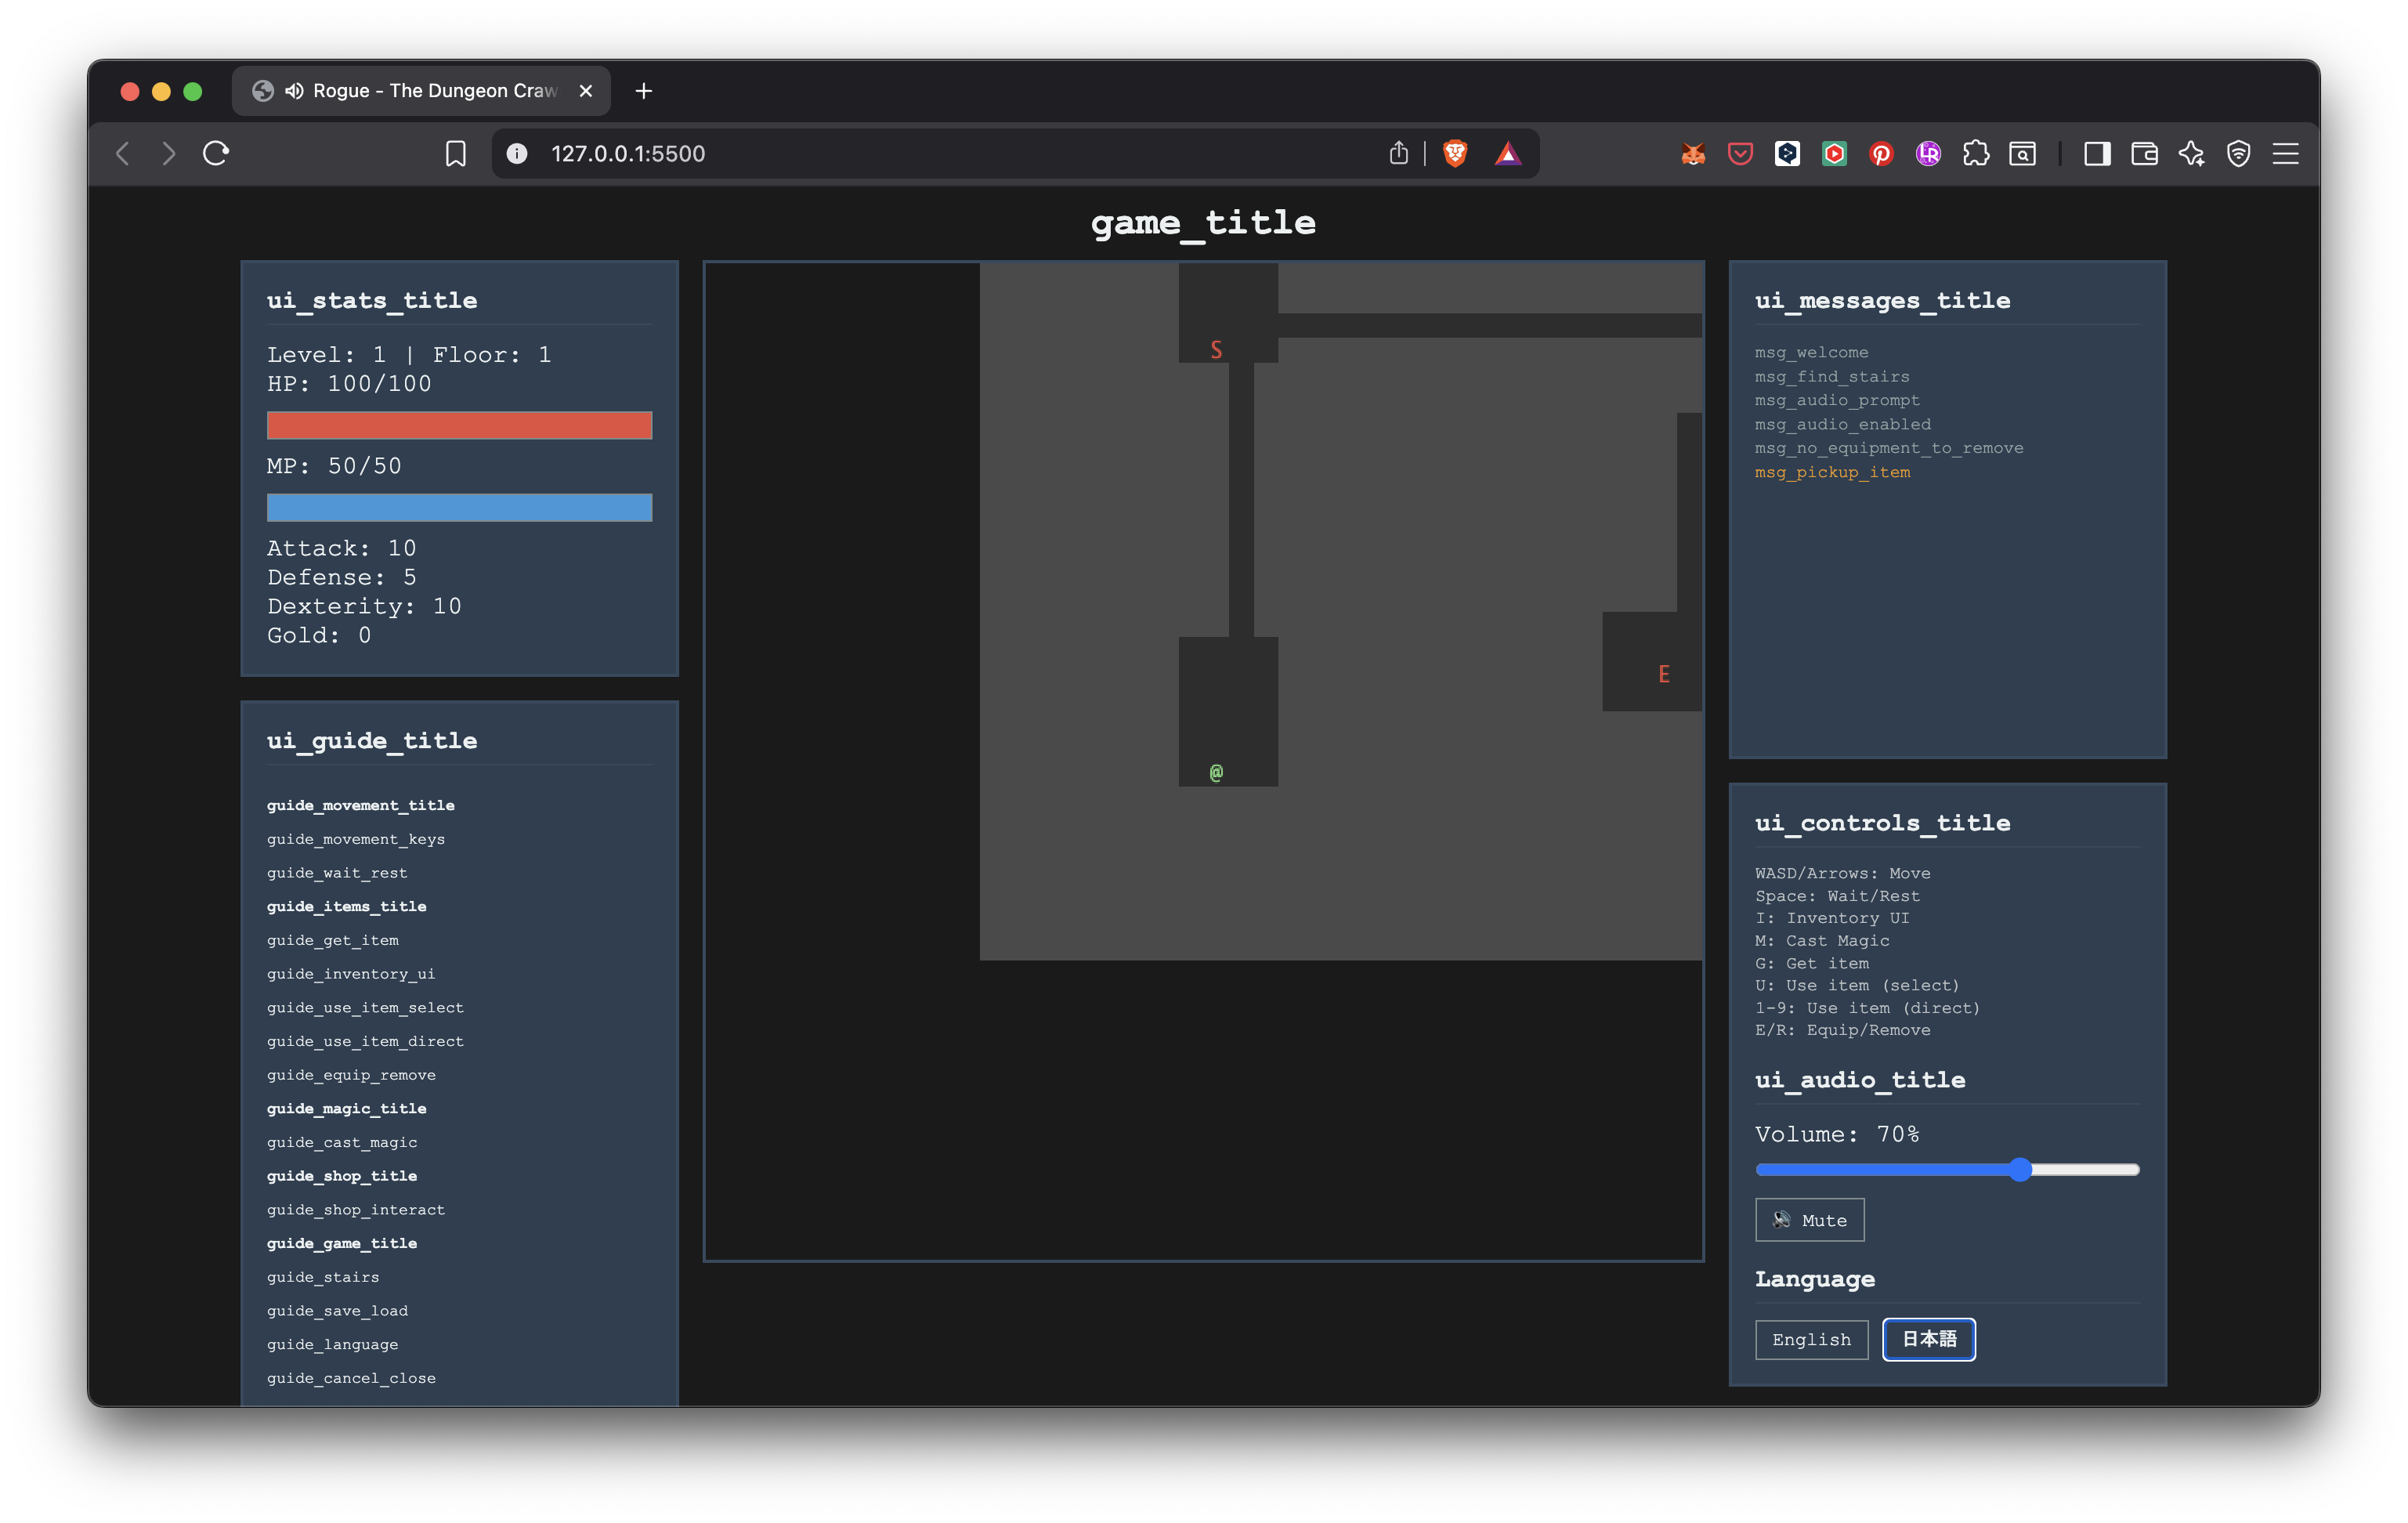 Rogue - The Dungeon Craw
127.0.0.1:5500
game_title
ui_stats_title
Level: 1 | Floor: 1
HP: 100/100
MP: 50/50
Attack: 10
Defense: 5
Dexterity: 10
Gold: 0
ui_guide_title
guide_movement_title
guide_movement_keys
guide_wait_rest
guide_items_title
guide_get_item
guide_inventory_ui
guide_use_item_select
guide_use_item_direct
guide_equip_remove
guide_magic_title
guide_cast_magic
guide_shop_title
guide_shop_interact
guide_game_title
guide_stairs
guide_save_load
guide_language
guide_cancel_close
S
E
@
ui_messages_title
msg_welcome
msg_find_stairs
msg_audio_prompt
msg_audio_enabled
msg_no_equipment_to_remove
msg_pickup_item
ui_controls_title
WASD/Arrows: Move
Space: Wait/Rest
I: Inventory UI
M: Cast Magic
G: Get item
U: Use item (select)
1-9: Use item (direct)
E/R: Equip/Remove
ui_audio_title
Volume: 70%
🔊 Mute
Language
English 日本語